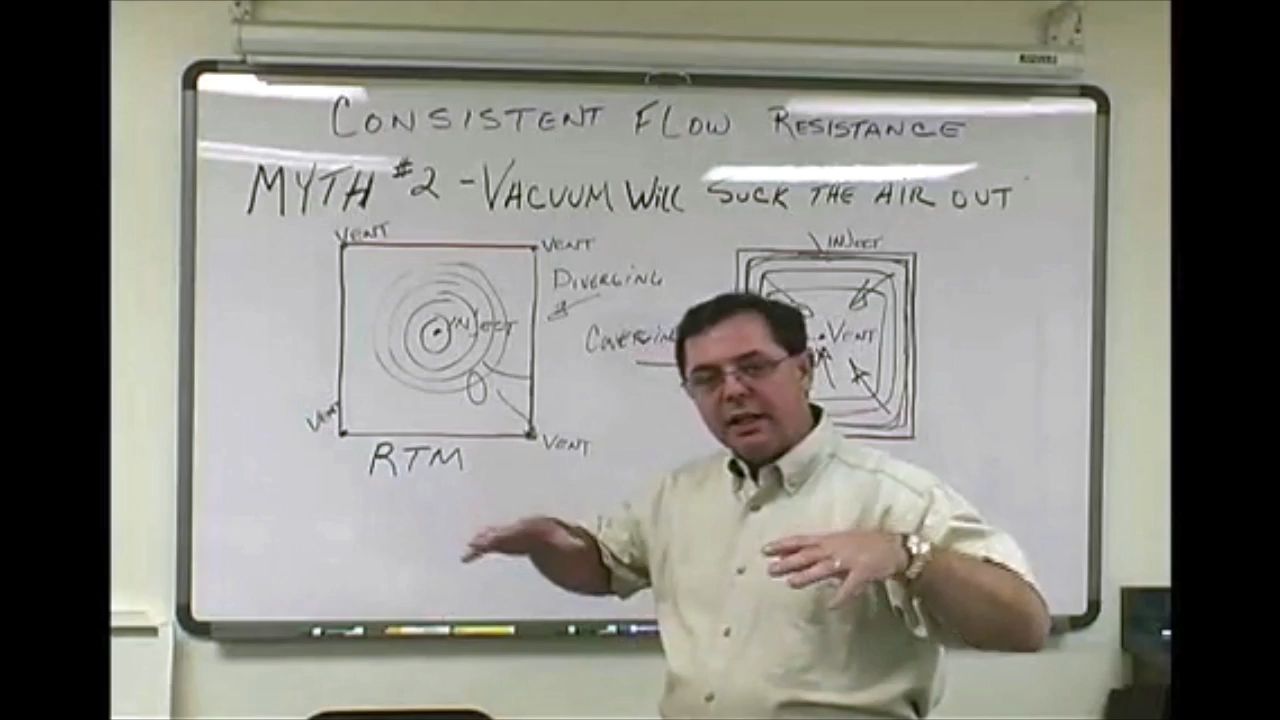 CONSISTENT FLOW RESISTANCE
MYTH #2 - VACUUM WILL SUCK THE AIR OUT
VENT
VENT
INJECT
DIVERGING
INJECT
VENT
VENT
VENT
RTM